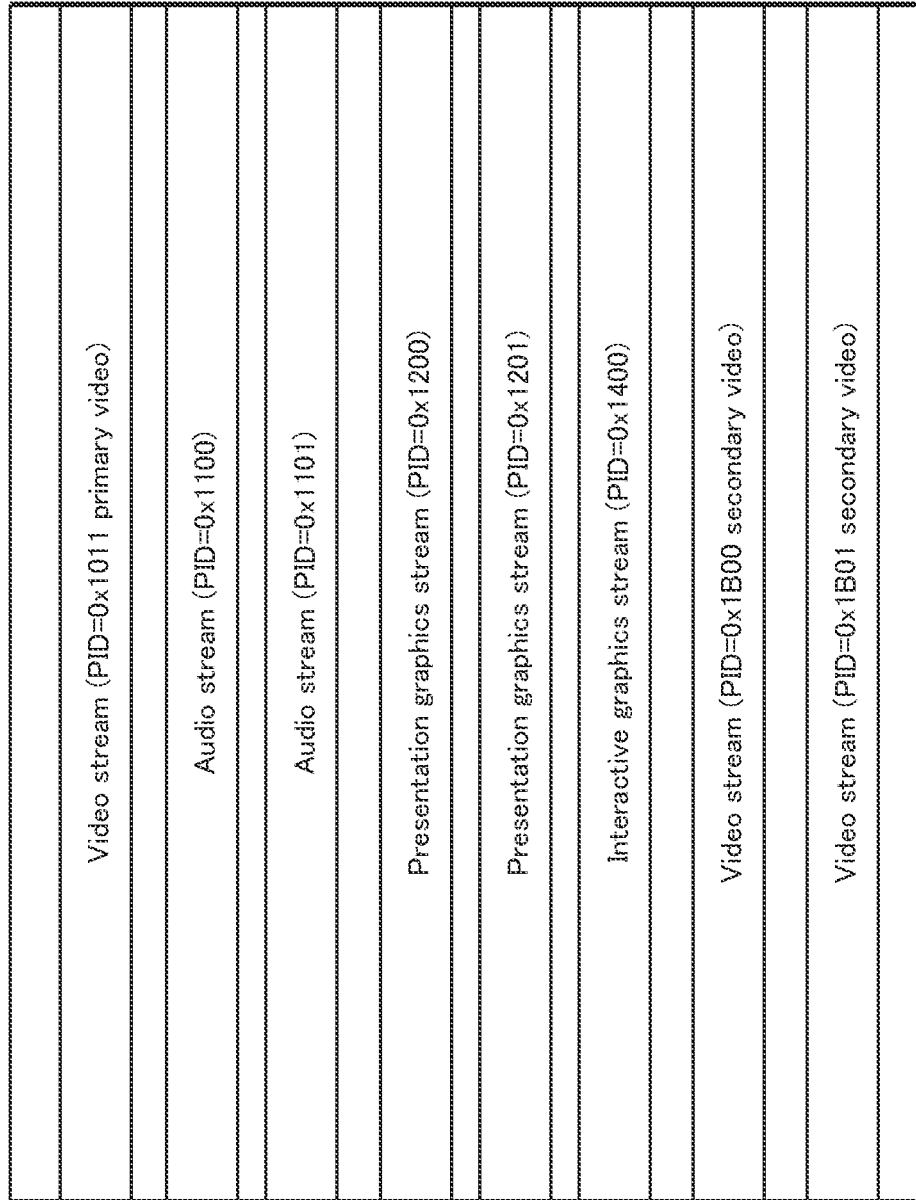 Video stream (PID=0x1011 primary video)
Audio stream (PID=0x1100)
Audio stream (PID=0x1101)
Presentation graphics stream (PID=0x1200)
Presentation graphics stream (PID=0x1201)
Interactive graphics stream (PID=0x1400)
Video stream (PID=0x1B00 secondary video)
Video stream (PID=0x1B01 secondary video)